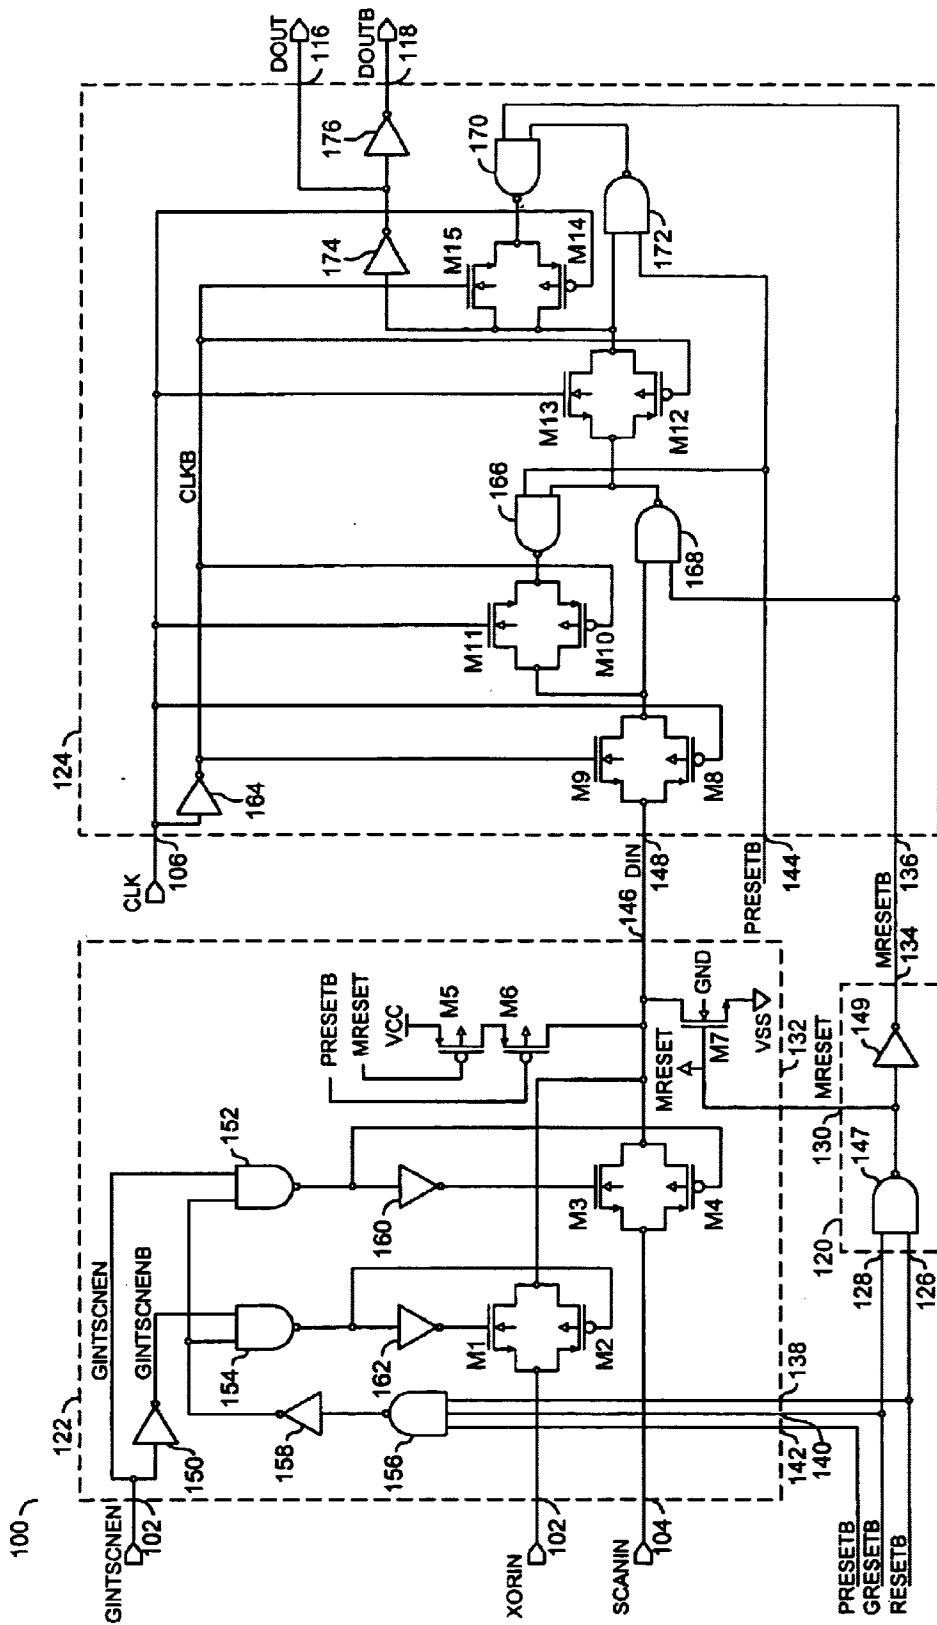 100
122
124
GINTSCNEN
102
GINTSCNEN
GINTSCNENB
150
152
154
158
156
160
162
M1
M2
M3
M4
XORIN
102
SCANIN
104
142
140
138
PRESETB
MRESET
VCC
M5
M6
MRESET
M7
GND
VSS
132
146
DIN
148
PRESETB
GRESETB
RESETB
128
126
120
130
147
MRESET
149
134
MRESETB
136
PRESETB
144
CLK
106
164
CLKB
M9
M8
M11
M10
166
168
M13
M12
M15
M14
170
172
174
176
DOUT
116
DOUTB
118